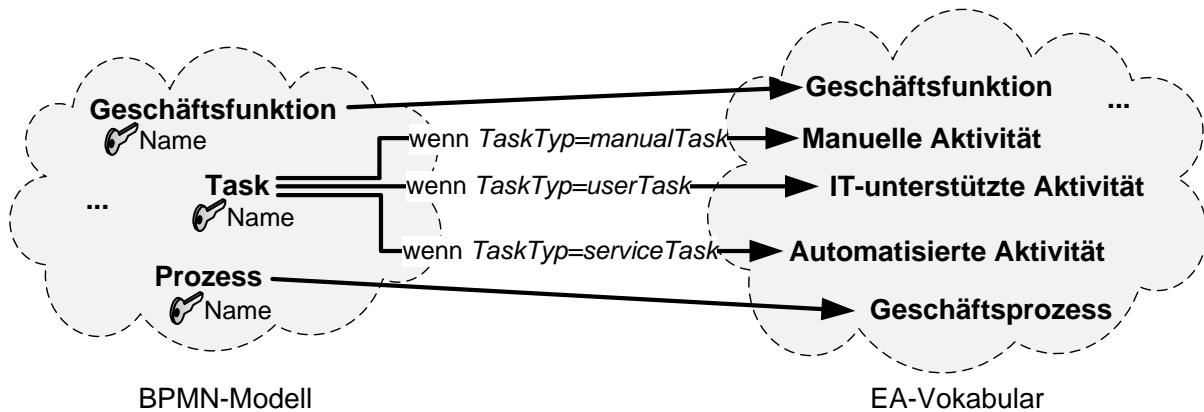 Geschäftsfunktion
Name
wenn TaskTyp=manualTask
Task
Name
wenn TaskTyp=userTask
...
wenn TaskTyp=serviceTask
Prozess
Name
BPMN-Modell
Geschäftsfunktion
...
Manuelle Aktivität
IT-unterstützte Aktivität
Automatisierte Aktivität
Geschäftsprozess
EA-Vokabular